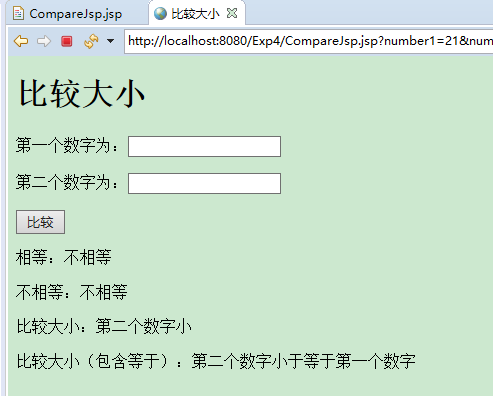 CompareJsp.jsp
比较大小
http://localhost:8080/Exp4/CompareJsp.jsp?number1=21&num
比较大小
第一个数字为：
第二个数字为：
比较
相等：不相等
不相等：不相等
比较大小：第二个数字小
比较大小（包含等于）：第二个数字小于等于第一个数字